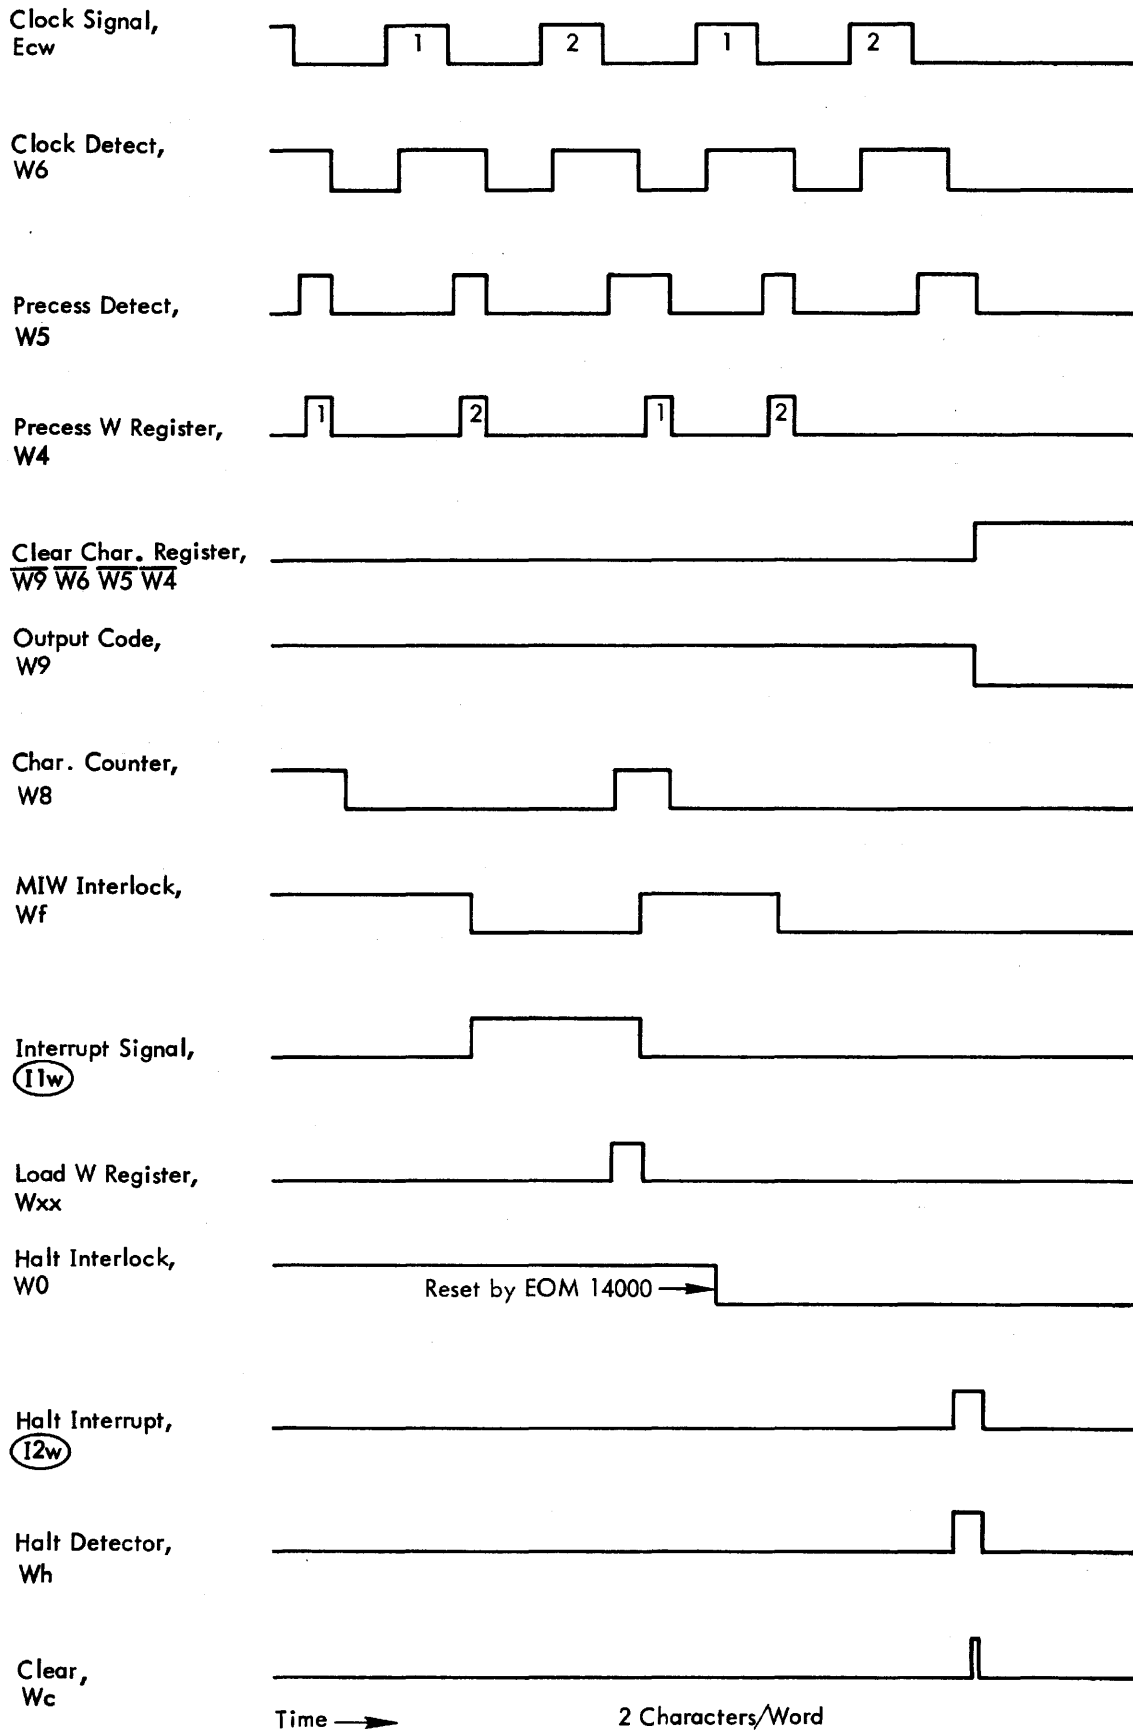 Clock Signal,
Ecw
1 2 1 2
Clock Detect,
W6
Precess Detect,
W5
Precess W Register,
W4
1 2 1 2
Clear Char. Register,
W9 W6 W5 W4
Output Code,
W9
Char. Counter,
W8
MIW Interlock,
Wf
Interrupt Signal,
I1w
Load W Register,
Wxx
Halt Interlock,
W0
Reset by EOM 14000
Halt Interrupt,
I2w
Halt Detector,
Wh
Clear,
Wc
Time
2 Characters/Word